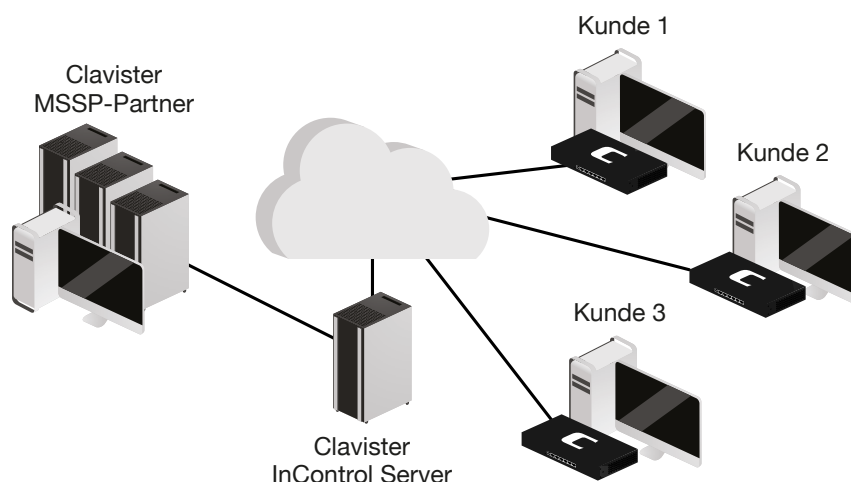 Kunde 1
Clavister
MSSP-Partner
Kunde 2
Kunde 3
Clavister
InControl Server